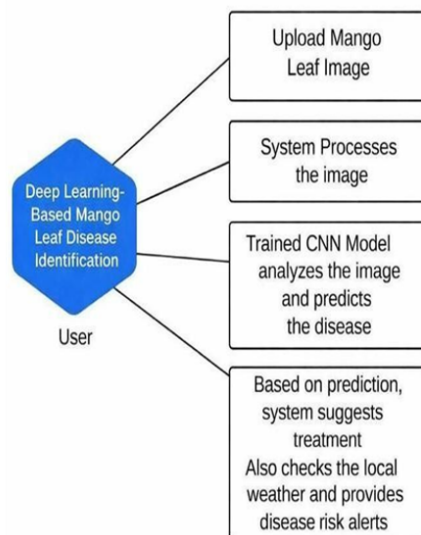 Upload Mango
Leaf Image
System Processes
the image
Deep Learning-
Based Mango
Leaf Disease
Identification
User
Trained CNN Model
analyzes the image
and predicts
the disease
Based on prediction,
system suggests
treatment
Also checks the local
weather and provides
disease risk alerts